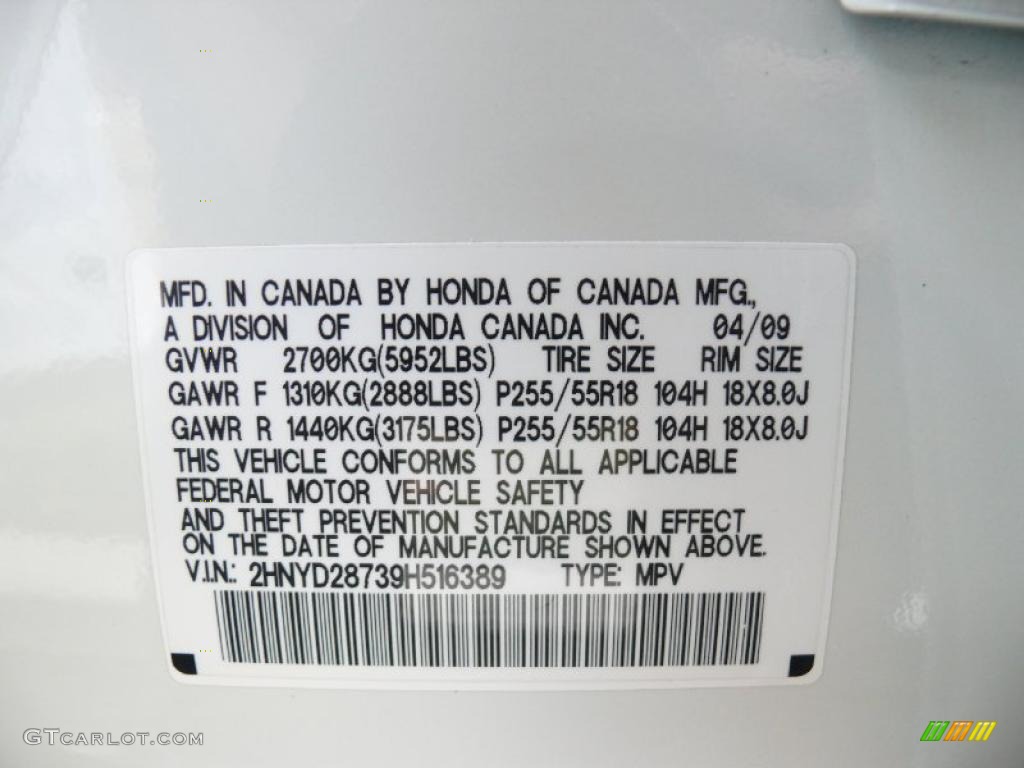 MFD. IN CANADA BY HONDA OF CANADA MFG.,
A DIVISION OF HONDA CANADA INC. 04/09
GVWR 2700KG(5952LBS) TIRE SIZE RIM SIZE
GAWR F 1310KG(2888LBS) P255/55R18 104H 18X8.0J
GAWR R 1440KG(3175LBS) P255/55R18 104H 18X8.0J
THIS VEHICLE CONFORMS TO ALL APPLICABLE
FEDERAL MOTOR VEHICLE SAFETY
AND THEFT PREVENTION STANDARDS IN EFFECT
ON THE DATE OF MANUFACTURE SHOWN ABOVE.
V.I.N.: 2HNYD28739H516389 TYPE: MPV
GTCARLOT.COM